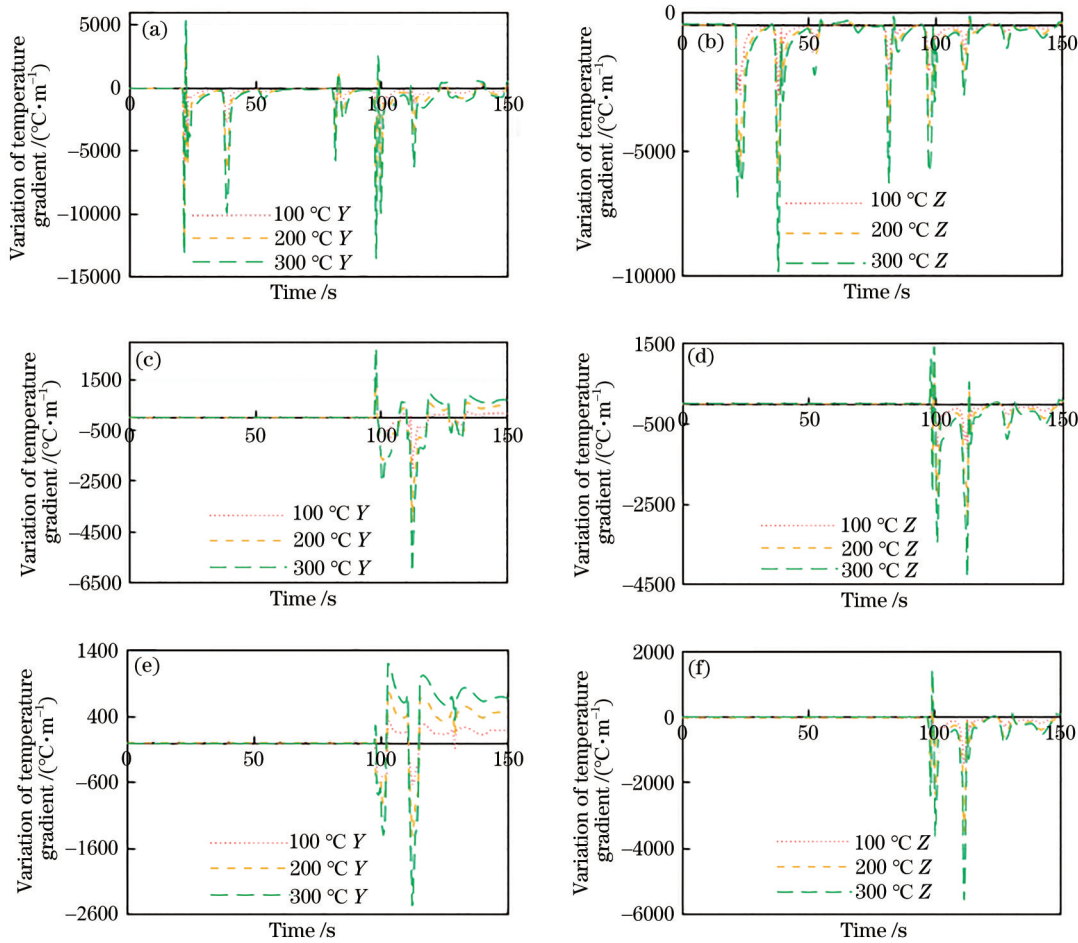 (a)
Variation of temperature
gradient /(℃·m⁻¹)
5000
0
−5000
−10000
−15000
0
50
100
150
100 ℃ Y
200 ℃ Y
300 ℃ Y
Time /s
(b)
Variation of temperature
gradient /(℃·m⁻¹)
0
−5000
−10000
0
50
100
150
100 ℃ Z
200 ℃ Z
300 ℃ Z
Time /s
(c)
Variation of temperature
gradient /(℃·m⁻¹)
1500
−500
−2500
−4500
−6500
0
50
100
150
100 ℃ Y
200 ℃ Y
300 ℃ Y
Time /s
(d)
Variation of temperature
gradient /(℃·m⁻¹)
1500
−500
−2500
−4500
0
50
100
150
100 ℃ Z
200 ℃ Z
300 ℃ Z
Time /s
(e)
Variation of temperature
gradient /(℃·m⁻¹)
1400
400
−600
−1600
−2600
0
50
100
150
100 ℃ Y
200 ℃ Y
300 ℃ Y
Time /s
(f)
Variation of temperature
gradient /(℃·m⁻¹)
2000
0
−2000
−4000
−6000
0
50
100
150
100 ℃ Z
200 ℃ Z
300 ℃ Z
Time /s